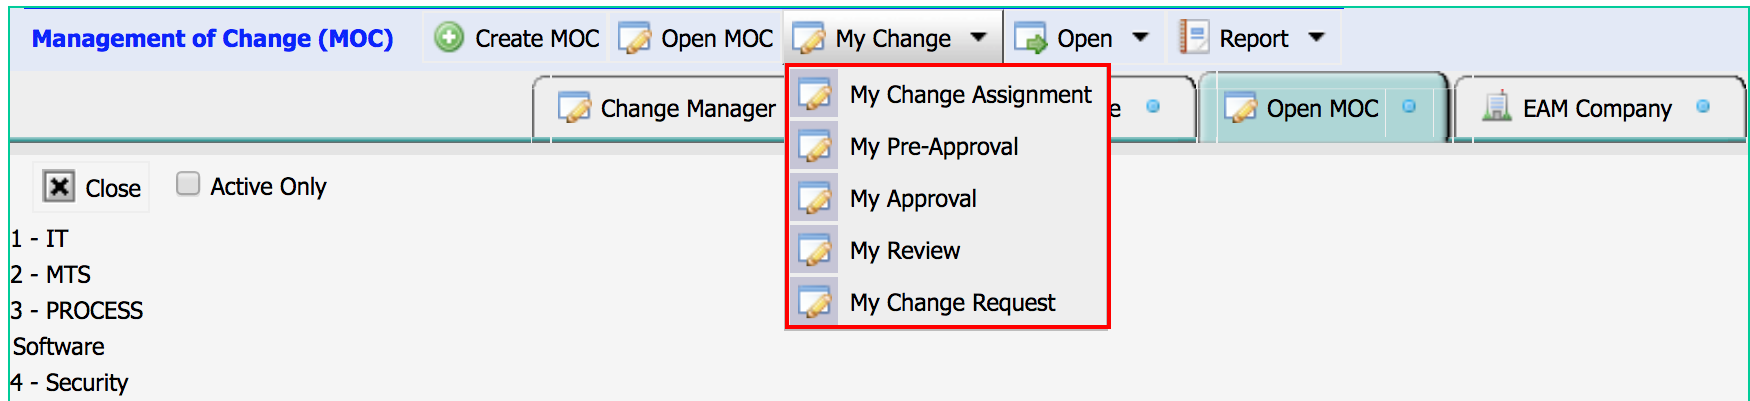 Management of Change (MOC) Create MOC Open MOC My Change Open Report
Change Manager e Open MOC EAM Company
My Change Assignment
My Pre-Approval
My Approval
My Review
My Change Request
Close Active Only
1 - IT
2 - MTS
3 - PROCESS
Software
4 - Security